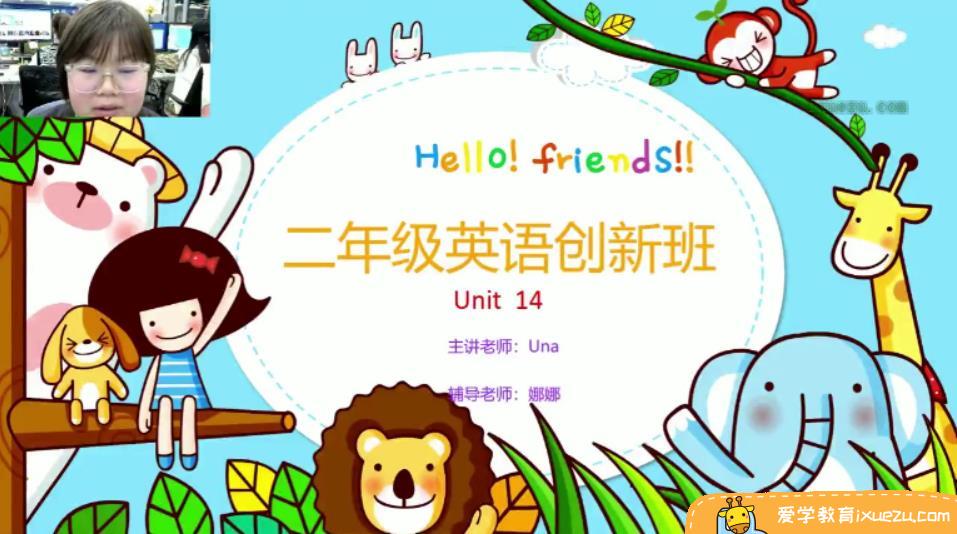 Hello! friends!!
二年级英语创新班
Unit 14
主讲老师：Una
辅导老师：娜娜
爱学教育ixuezu.com